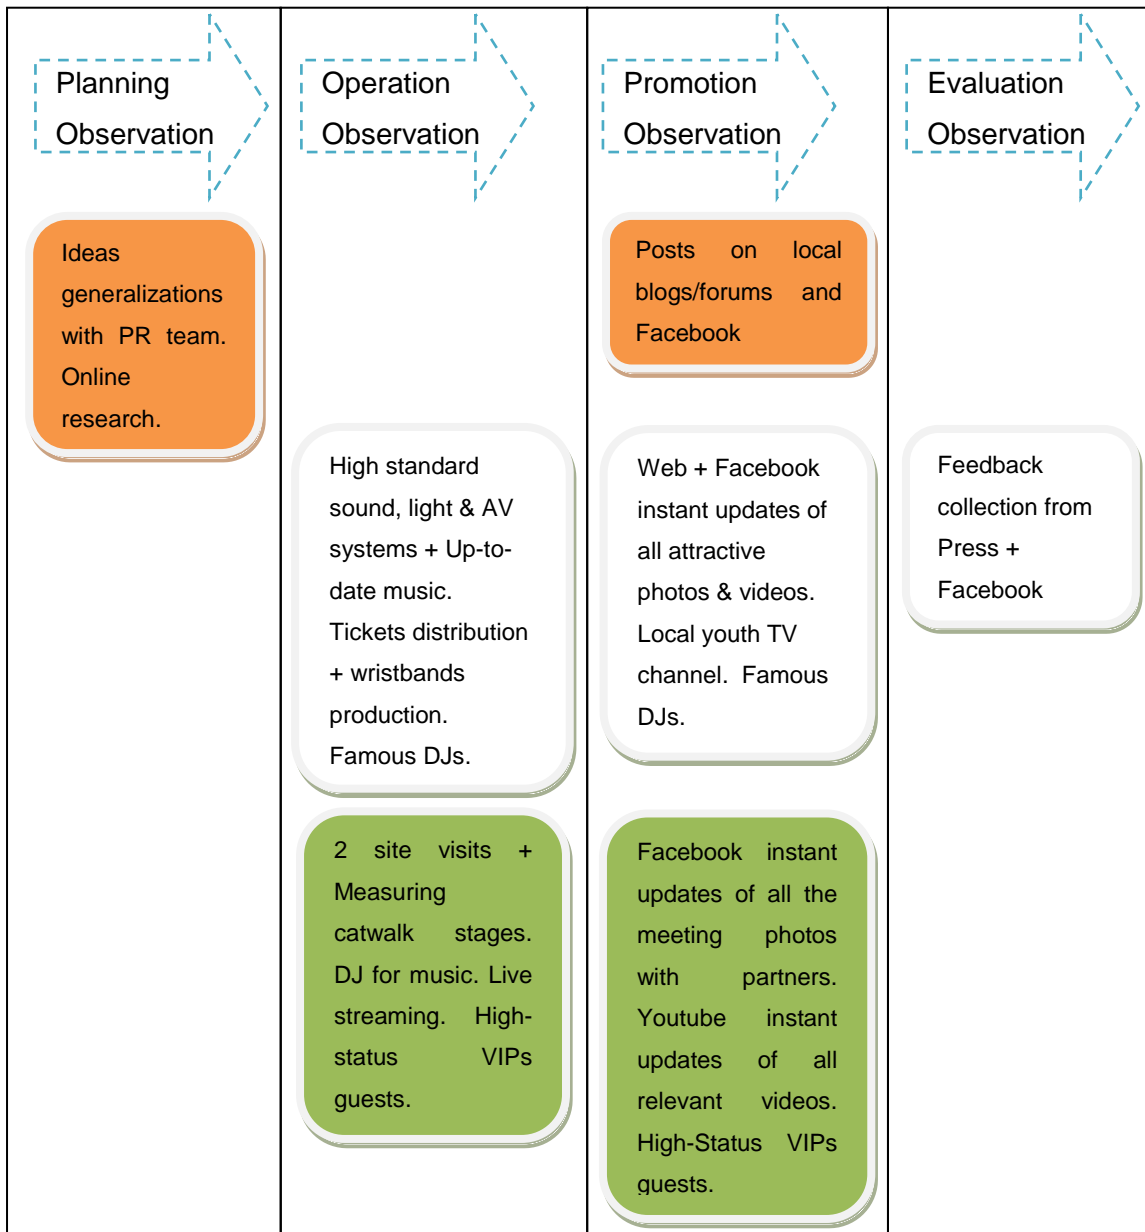 Planning
Observation
Operation
Observation
Promotion
Observation
Evaluation
Observation
Ideas
generalizations
with PR team.
Online
research.
Posts on local
blogs/forums and
Facebook
High standard
sound, light & AV
systems + Up-to-
date music.
Tickets distribution
+ wristbands
production.
Famous DJs.
Web + Facebook
instant updates of
all attractive
photos & videos.
Local youth TV
channel. Famous
DJs.
Feedback
collection from
Press +
Facebook
2 site visits +
Measuring
catwalk stages.
DJ for music. Live
streaming. High-
status VIPs
guests.
Facebook instant
updates of all the
meeting photos
with partners.
Youtube instant
updates of all
relevant videos.
High-Status VIPs
guests.